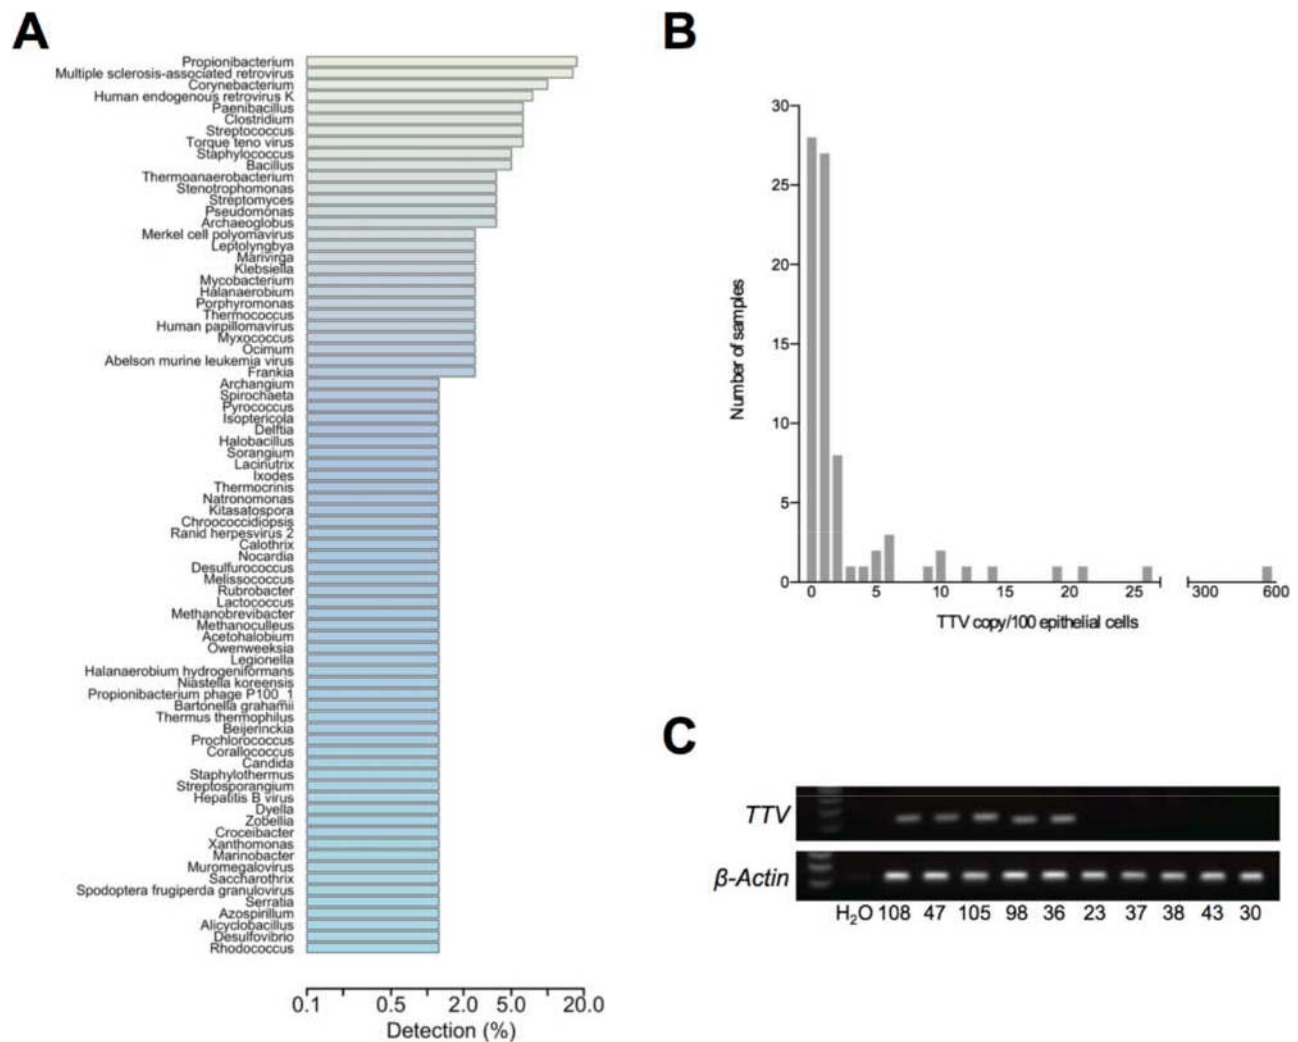 A
Propionibacterium
Multiple sclerosis-associated retrovirus
Corynebacterium
Human endogenous retrovirus K
Paenibacillus
Clostridium
Streptococcus
Torque teno virus
Staphylococcus
Bacillus
Thermoanaerobacterium
Stenotrophomonas
Streptomyces
Pseudomonas
Archaeoglobus
Merkel cell polyomavirus
Leptolyngbya
Marivirga
Klebsiella
Mycobacterium
Halanaerobium
Porphyromonas
Thermococcus
Human papillomavirus
Myxococcus
Ocimum
Abelson murine leukemia virus
Frankia
Archangium
Spirochaeta
Pyrococcus
Isoptericola
Delftia
Halobacillus
Sorangium
Lacinutrix
Ixodes
Thermocrinis
Natronomonas
Kitasatospora
Chroococcidiopsis
Ranid herpesvirus 2
Calothrix
Nocardia
Desulfurococcus
Melissococcus
Rubrobacter
Lactococcus
Methanobrevibacter
Methanoculleus
Acetohalobium
Owenweeksia
Legionella
Halanaerobium hydrogeniformans
Niastella koreensis
Propionibacterium phage P100_1
Bartonella grahamii
Thermus thermophilus
Beijerinckia
Prochlorococcus
Corallococcus
Candida
Staphylothermus
Streptosporangium
Hepatitis B virus
Dyella
Zobellia
Croceibacter
Xanthomonas
Marinobacter
Muromegalovirus
Saccharothrix
Spodoptera frugiperda granulovirus
Serratia
Azospirillum
Alicyclobacillus
Desulfovibrio
Rhodococcus
0.1 0.5 2.0 5.0 20.0
Detection (%)
B
30
25
20
15
10
5
0
Number of samples
0 5 10 15 20 25 300 600
TTV copy/100 epithelial cells
C
TTV
β-Actin
H₂O 108 47 105 98 36 23 37 38 43 30